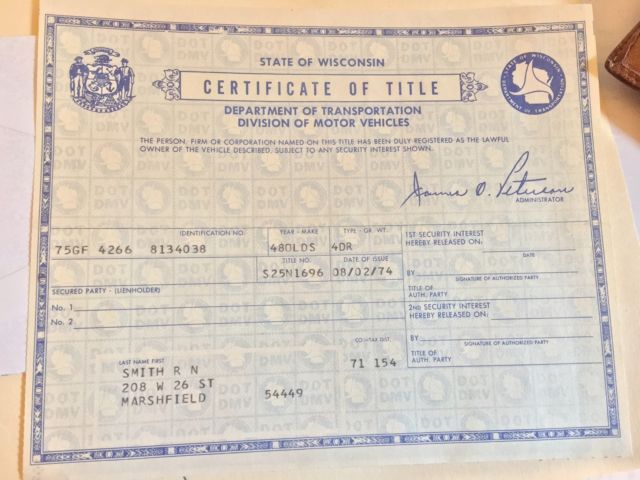 STATE OF WISCONSIN
CERTIFICATE OF TITLE
DEPARTMENT OF TRANSPORTATION
DIVISION OF MOTOR VEHICLES
THE PERSON, FIRM OR CORPORATION NAMED ON THIS TITLE HAS BEEN DULY REGISTERED AS THE LAWFUL
OWNER OF THE VEHICLE DESCRIBED, SUBJECT TO ANY SECURITY INTEREST SHOWN.
James O. Peterson
ADMINISTRATOR
IDENTIFICATION NO. YEAR - MAKE TYPE - GR. WT.
75GF 4266 8134038 48OLDS 4DR
TITLE NO. DATE OF ISSUE
S25N1696 08/02/74
SECURED PARTY - (LIENHOLDER)
No. 1
No. 2
CO-TAX DIST.
71 154
LAST NAME FIRST
SMITH R N
208 W 26 ST
MARSHFIELD 54449
1ST SECURITY INTEREST
HEREBY RELEASED ON:
DATE
BY
SIGNATURE OF AUTHORIZED PARTY
TITLE OF
AUTH. PARTY
2ND SECURITY INTEREST
HEREBY RELEASED ON:
BY
SIGNATURE OF AUTHORIZED PARTY
TITLE OF
AUTH. PARTY